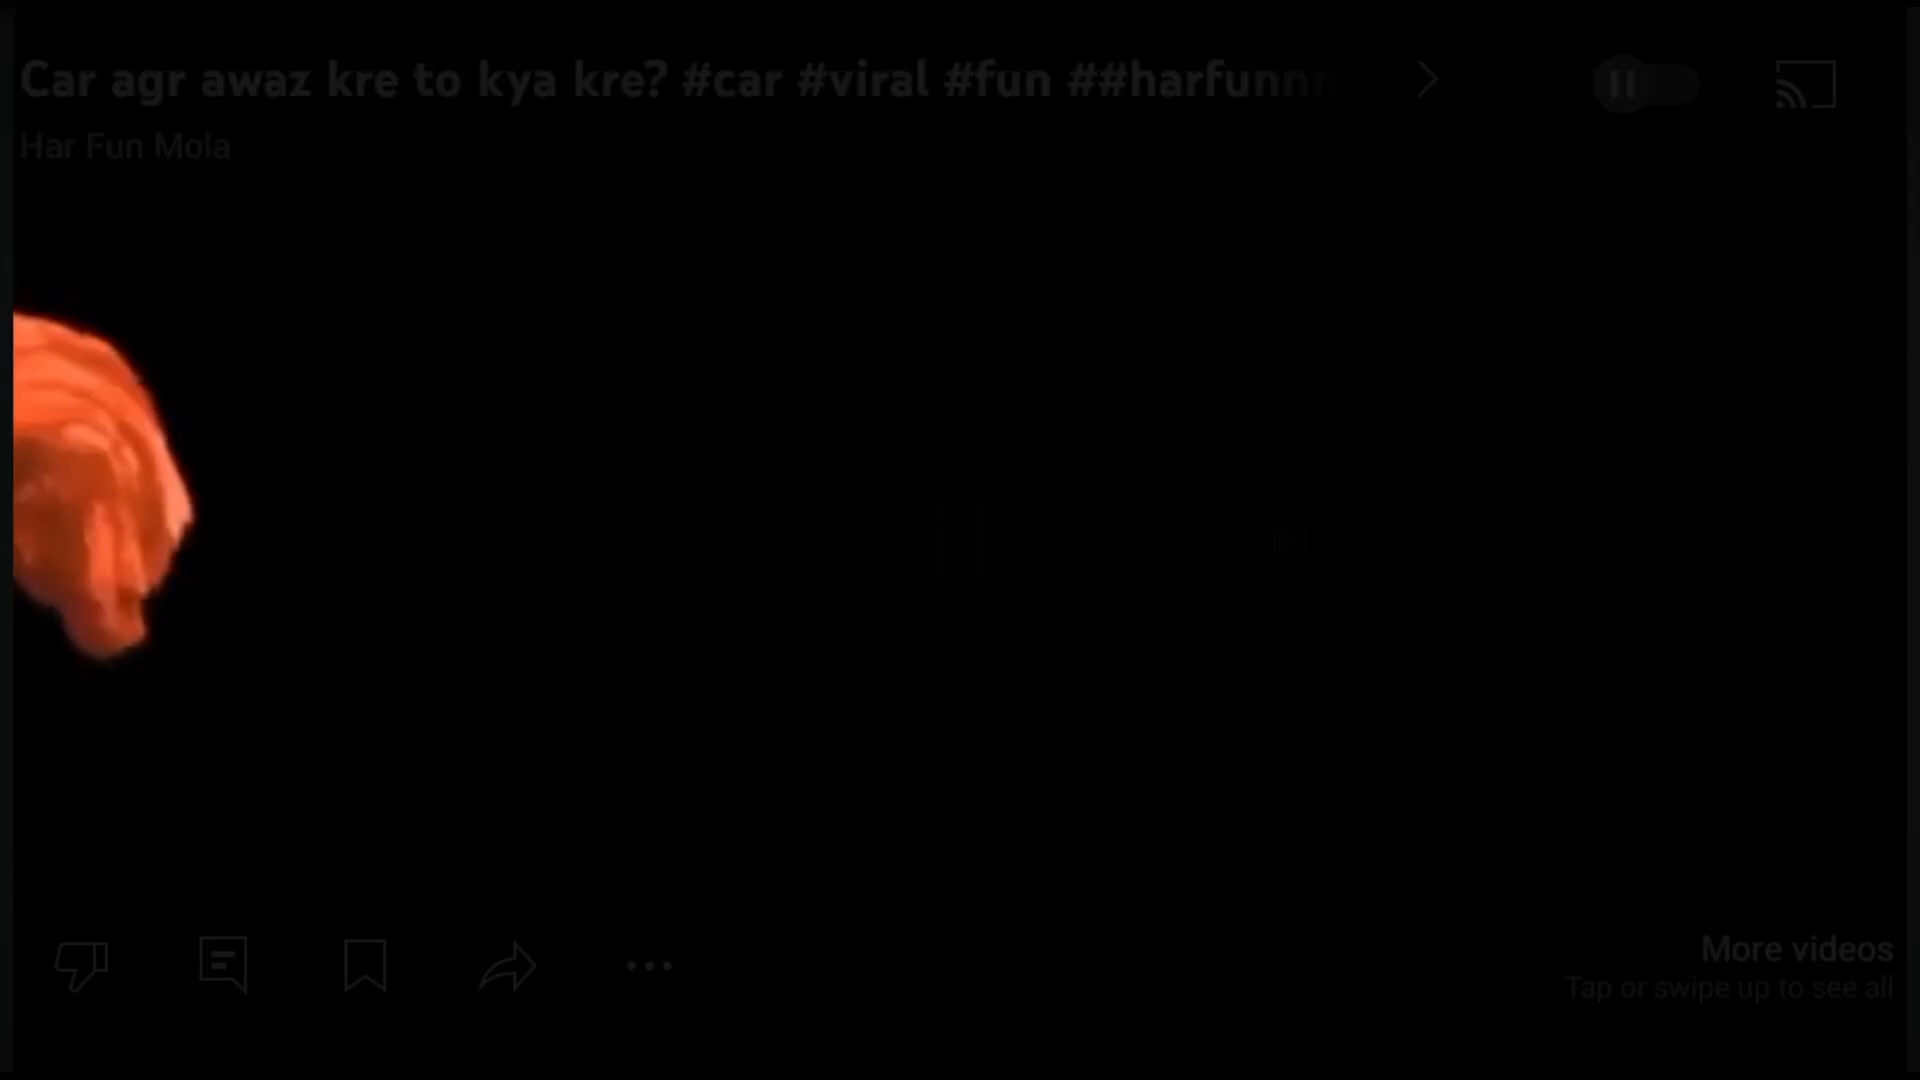 Car agr awaz kre to kya kre? #car #viral #fun ##harfunn
Har Fun Mola
More videos
Tap or swipe up to see all